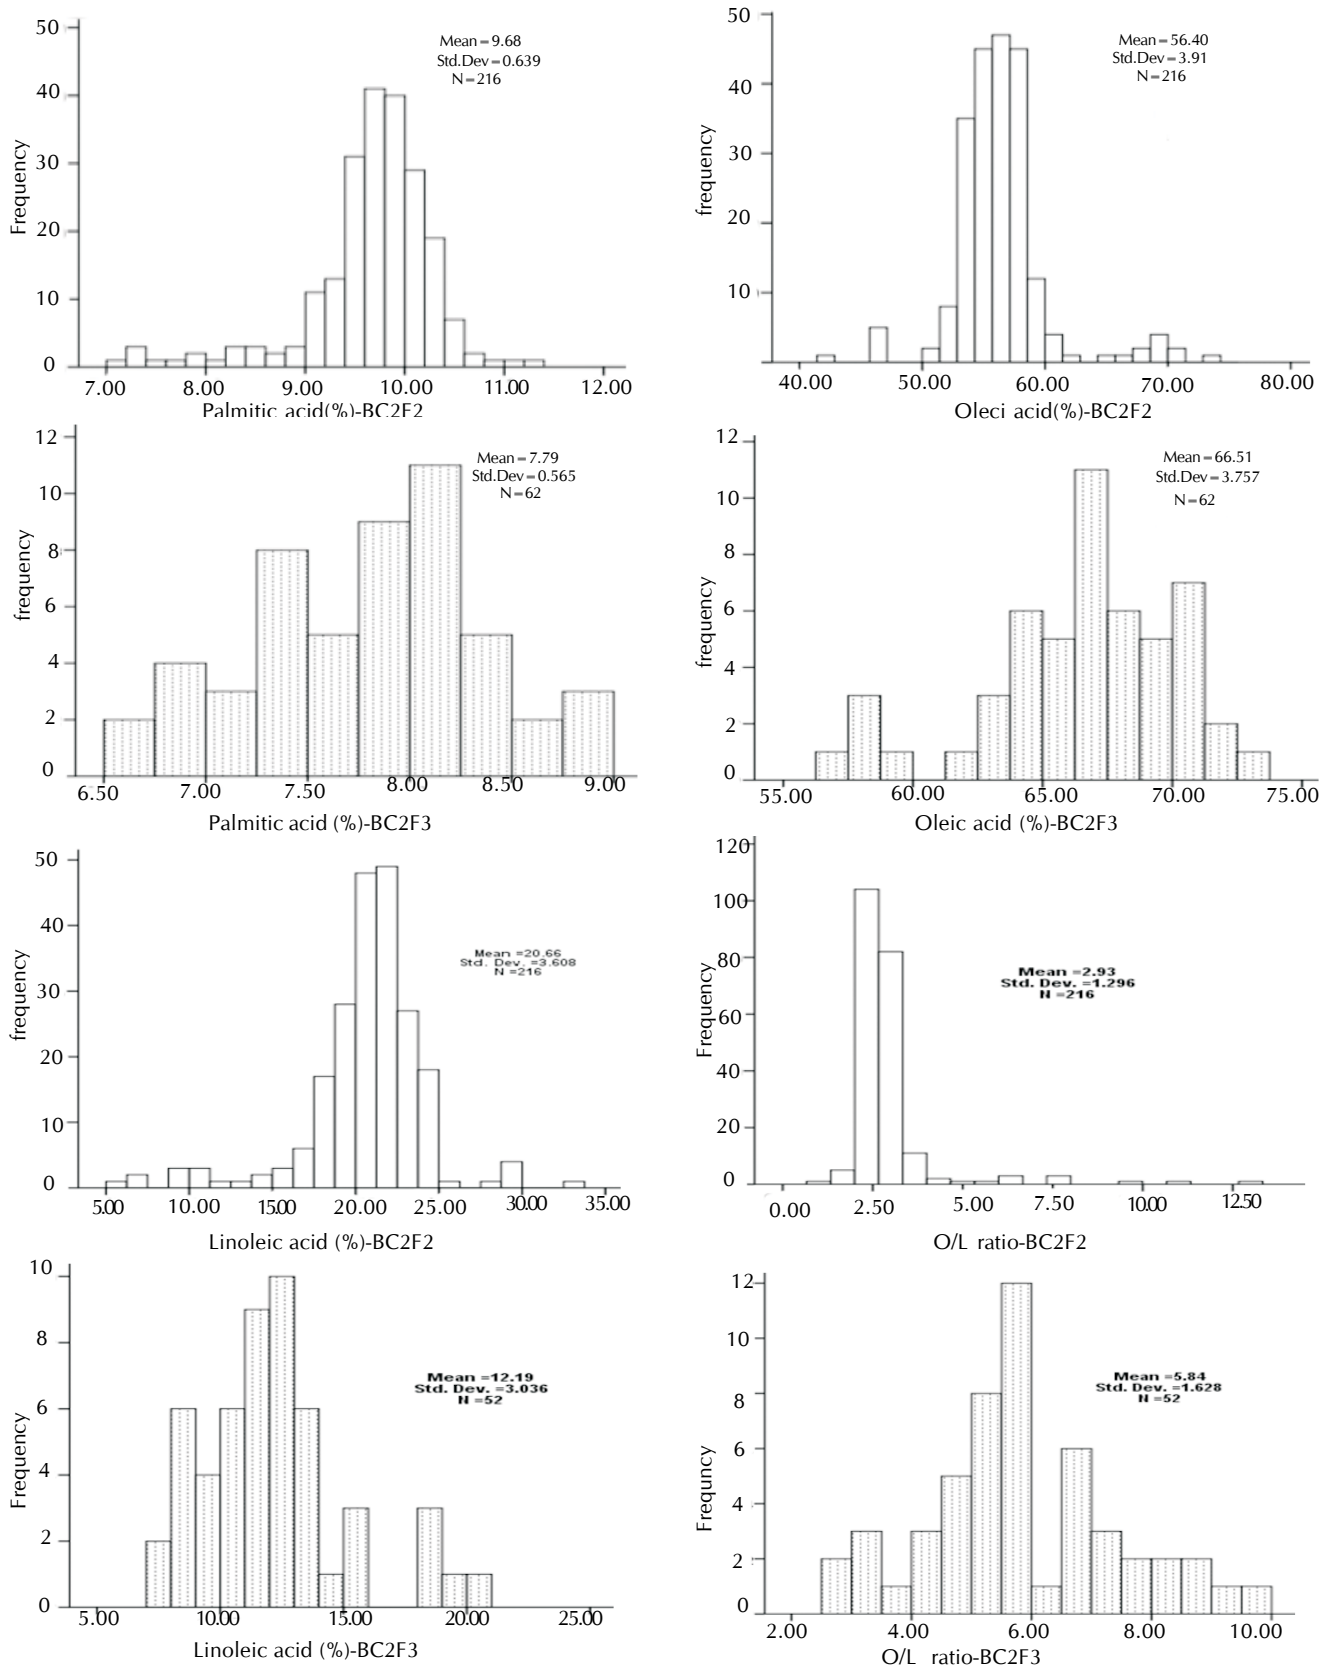 50
40
30
20
10
0
Frequency
Mean=9.68
Std.Dev=0.639
N=216
7.00 8.00 9.00 10.00 11.00 12.00
Palmitic acid(%)-BC2F2
50
40
30
20
10
frequency
Mean=56.40
Std.Dev=3.91
N=216
40.00 50.00 60.00 70.00 80.00
Oleci acid(%)-BC2F2
12
10
8
6
4
2
0
frequency
Mean=7.79
Std.Dev=0.565
N=62
6.50 7.00 7.50 8.00 8.50 9.00
Palmitic acid (%)-BC2F3
12
10
8
6
4
2
0
frequency
Mean=66.51
Std.Dev=3.757
N=62
55.00 60.00 65.00 70.00 75.00
Oleic acid (%)-BC2F3
50
40
30
20
10
0
frequency
Mean =20.66
Std. Dev. =3.608
N =216
5.00 10.00 15.00 20.00 25.00 30.00 35.00
Linoleic acid (%)-BC2F2
120
100
80
60
40
20
0
Frequency
Mean =2.93
Std. Dev. =1.296
N =216
0.00 2.50 5.00 7.50 10.00 12.50
O/L ratio-BC2F2
10
8
6
4
2
0
Frequency
Mean =12.19
Std. Dev. =3.036
N =52
5.00 10.00 15.00 20.00 25.00
Linoleic acid (%)-BC2F3
12
10
8
6
4
2
0
Frequncy
Mean =5.84
Std. Dev. =1.628
N =52
2.00 4.00 6.00 8.00 10.00
O/L ratio-BC2F3